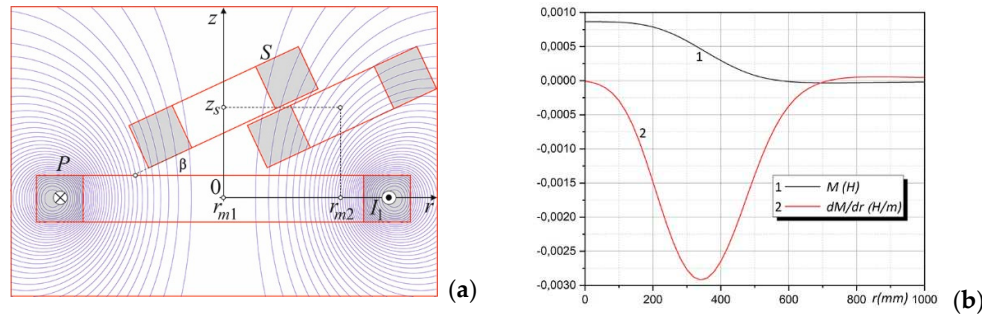 z
S
z_s
β
P
0
I_1
r_m1
r_m2
r
(a)
0,0010
0,0005
0,0000
-0,0005
-0,0010
-0,0015
-0,0020
-0,0025
-0,0030
1
2
1 M (H)
2 dM/dr (H/m)
0 200 400 600 800 r(mm) 1000
(b)